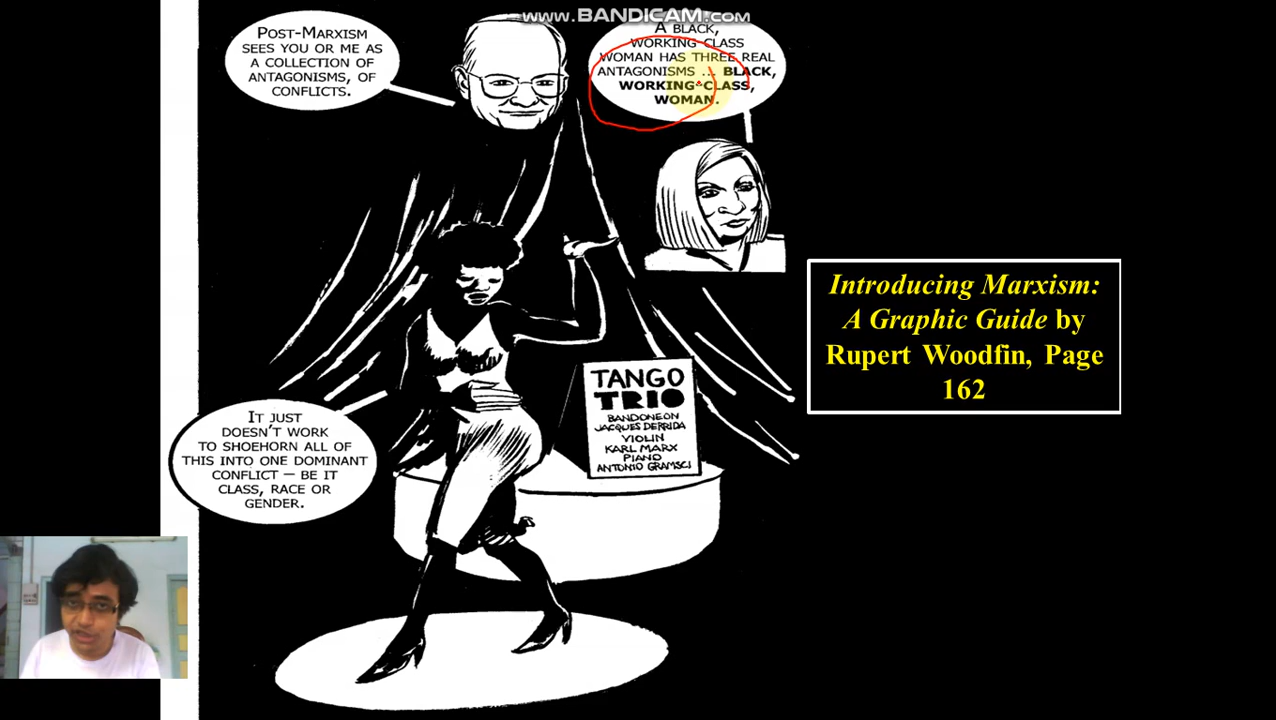 www.BANDICAM.com
POST-MARXISM
SEES YOU OR ME AS
A COLLECTION OF
ANTAGONISMS, OF
CONFLICTS.
A BLACK,
WORKING CLASS
WOMAN HAS THREE REAL
ANTAGONISMS ... BLACK,
WORKING-CLASS,
WOMAN.
Introducing Marxism:
A Graphic Guide by
Rupert Woodfin, Page
162
TANGO
TRIO
BANDONEON
JACQUES DERRIDA
VIOLIN
KARL MARX
PIANO
ANTONIO GRAMSCI
IT JUST
DOESN'T WORK
TO SHOEHORN ALL OF
THIS INTO ONE DOMINANT
CONFLICT — BE IT
CLASS, RACE OR
GENDER.